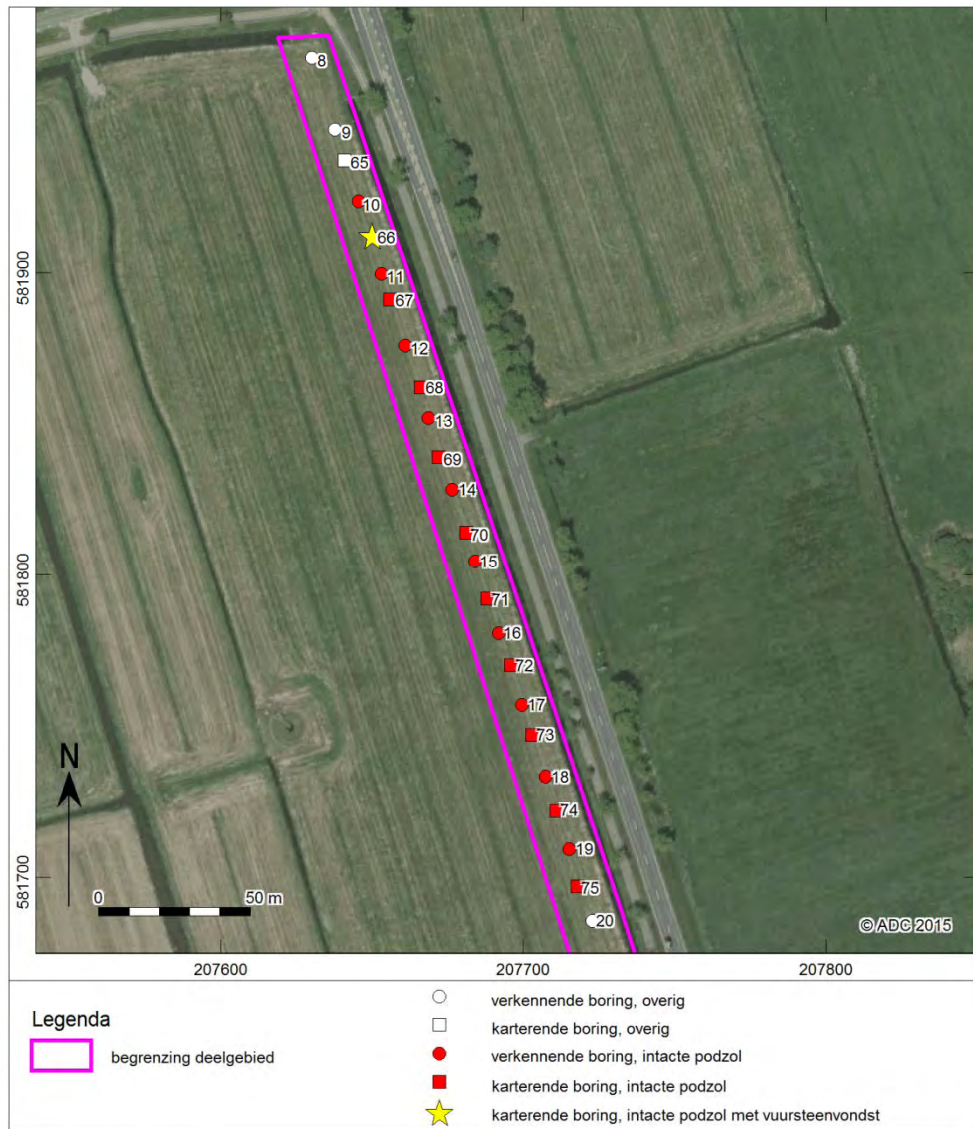 8
9
65
10
66
11
67
12
68
13
69
14
70
15
71
16
72
17
73
18
74
19
75
20
581900
581800
581700
N
0 50 m
© ADC 2015
207600 207700 207800
Legenda
begrenzing deelgebied
verkennende boring, overig
karterende boring, overig
verkennende boring, intacte podzol
karterende boring, intacte podzol
karterende boring, intacte podzol met vuursteenvondst